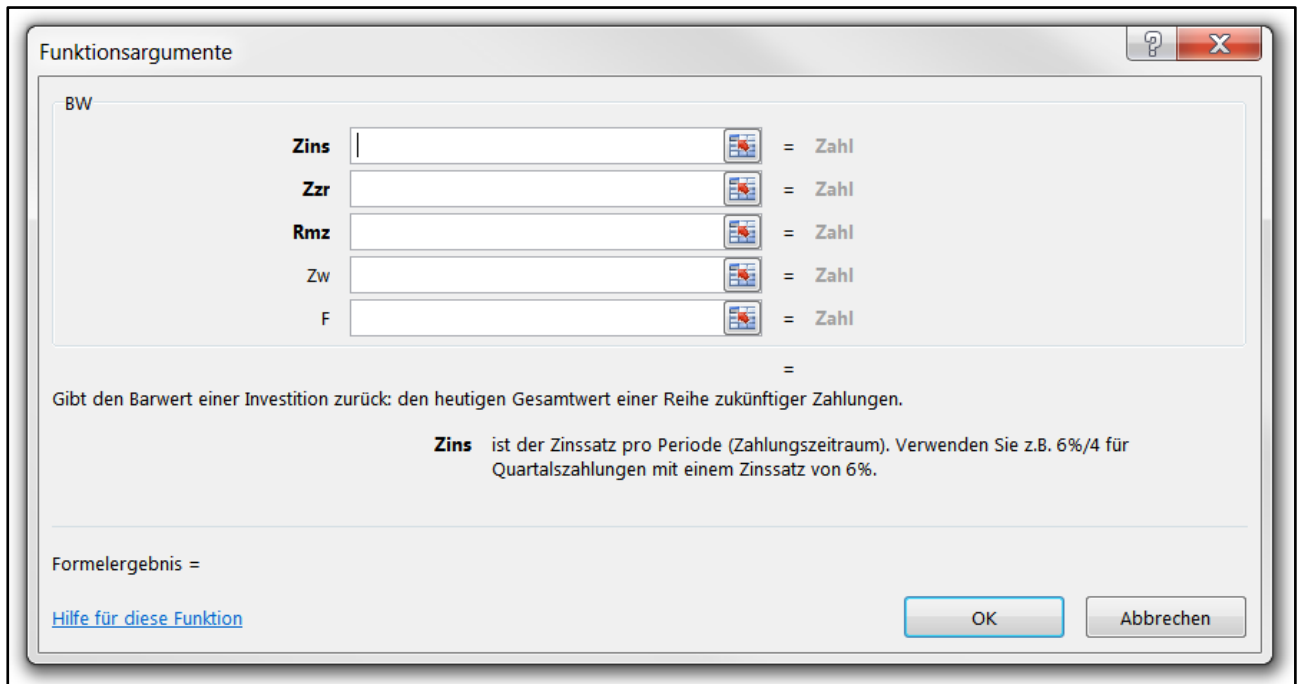 Funktionsargumente
BW
Zins = Zahl
Zzr = Zahl
Rmz = Zahl
Zw = Zahl
F = Zahl
=
Gibt den Barwert einer Investition zurück: den heutigen Gesamtwert einer Reihe zukünftiger Zahlungen.
Zins ist der Zinssatz pro Periode (Zahlungszeitraum). Verwenden Sie z.B. 6%/4 für
Quartalszahlungen mit einem Zinssatz von 6%.
Formelergebnis =
Hilfe für diese Funktion
OK Abbrechen